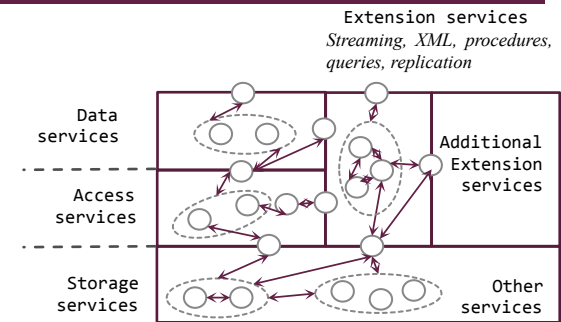 Extension services
Streaming, XML, procedures,
queries, replication
Data
services
Additional
Extension
services
Access
services
Storage
services
Other
services